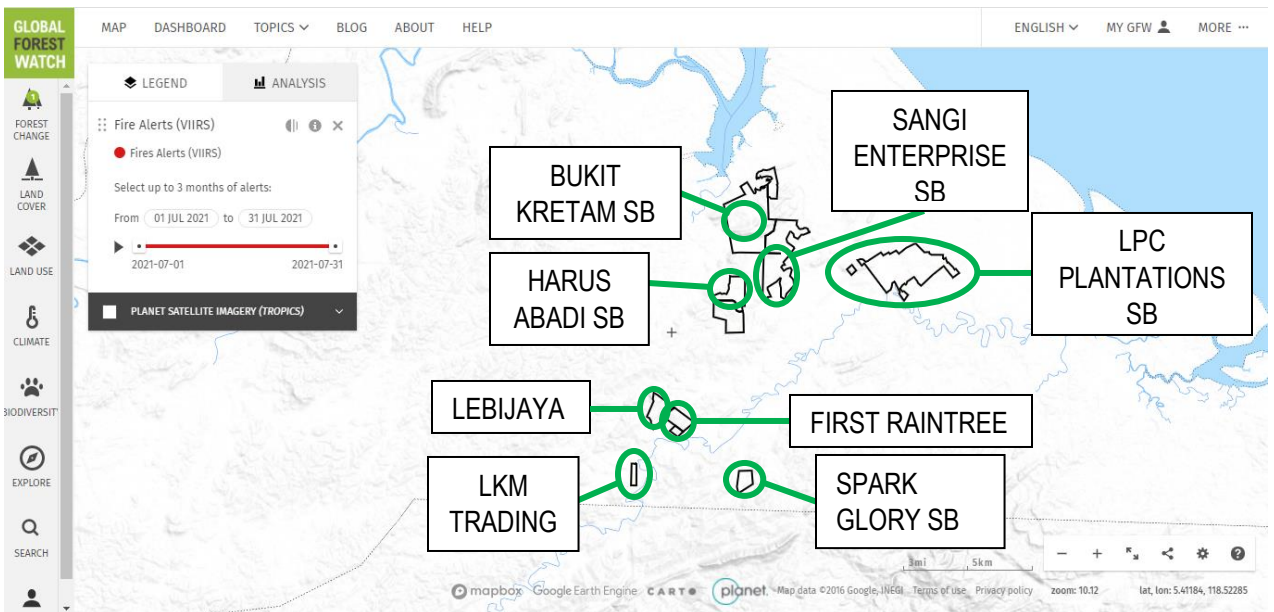 GLOBAL
FOREST
WATCH
MAP DASHBOARD TOPICS BLOG ABOUT HELP
ENGLISH MY GFW MORE
1
FOREST
CHANGE
LAND
COVER
LAND USE
CLIMATE
BIODIVERSIT
EXPLORE
SEARCH
LEGEND ANALYSIS
Fire Alerts (VIIRS)
Fires Alerts (VIIRS)
Select up to 3 months of alerts:
From 01 JUL 2021 to 31 JUL 2021
2021-07-01 2021-07-31
PLANET SATELLITE IMAGERY (TROPICS)
BUKIT
KRETAM SB
SANGI
ENTERPRISE
SB
HARUS
ABADI SB
LPC
PLANTATIONS
SB
LEBIJAYA
FIRST RAINTREE
LKM
TRADING
SPARK
GLORY SB
3mi 5km
mapbox Google Earth Engine CARTO planet. Map data ©2016 Google, INEGI Terms of use Privacy policy zoom: 10.12 lat, lon: 5.41184, 118.52285